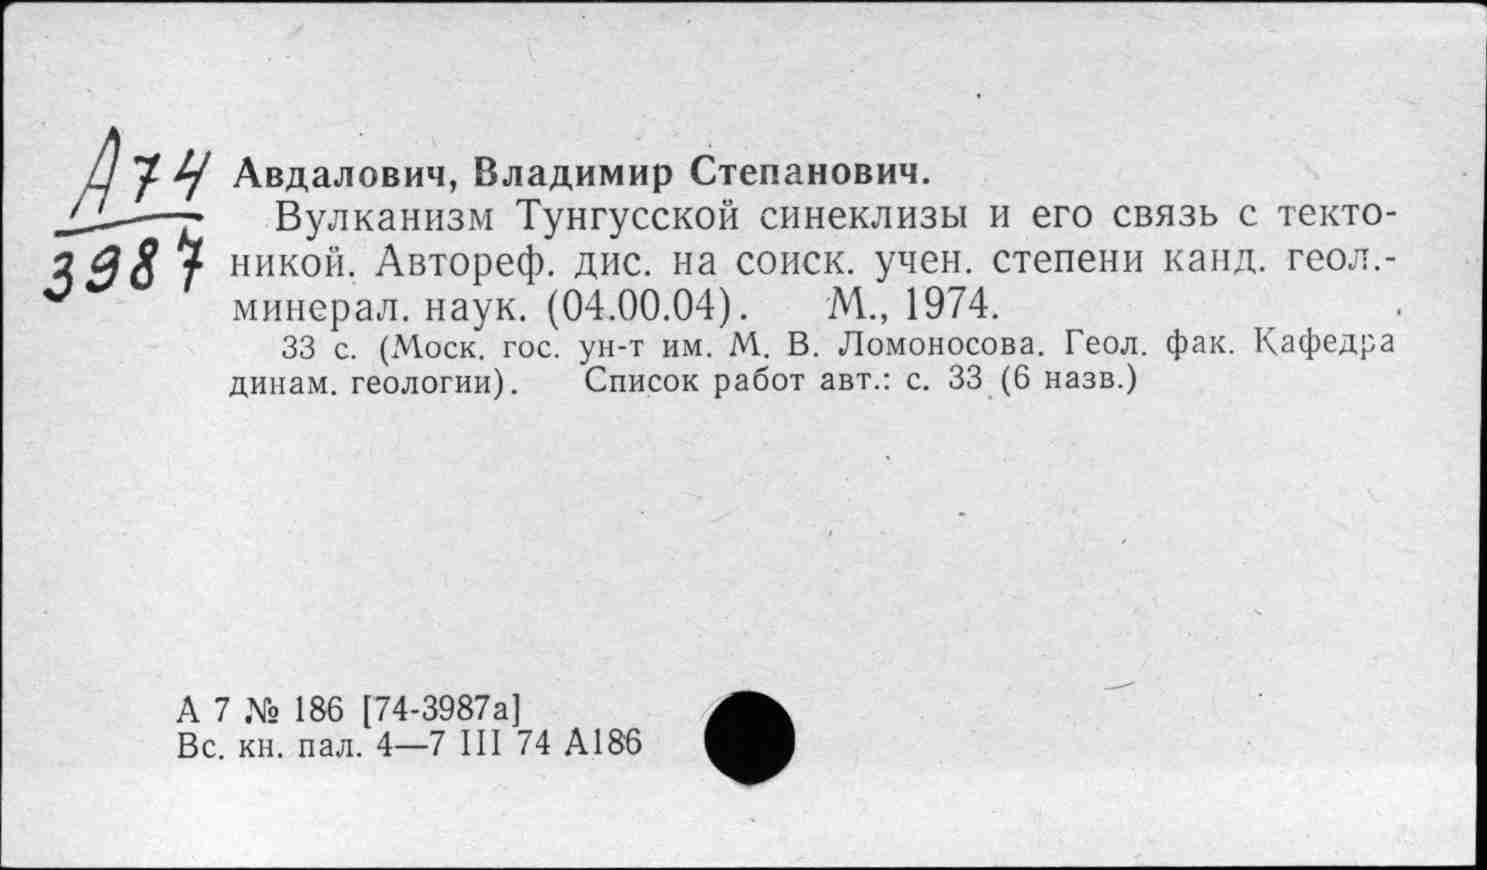 А74
3987
Авдалович, Владимир Степанович.
Вулканизм Тунгусской синеклизы и его связь с текто-
никой. Автореф. дис. на соиск. учен. степени канд. геол.-
минерал. наук. (04.00.04). М., 1974.
33 с. (Моск. гос. ун-т им. М. В. Ломоносова. Геол. фак. Кафедра
динам. геологии). Список работ авт.: с. 33 (6 назв.)
А 7 № 186 [74-3987а]
Вс. кн. пал. 4—7 III 74 А186